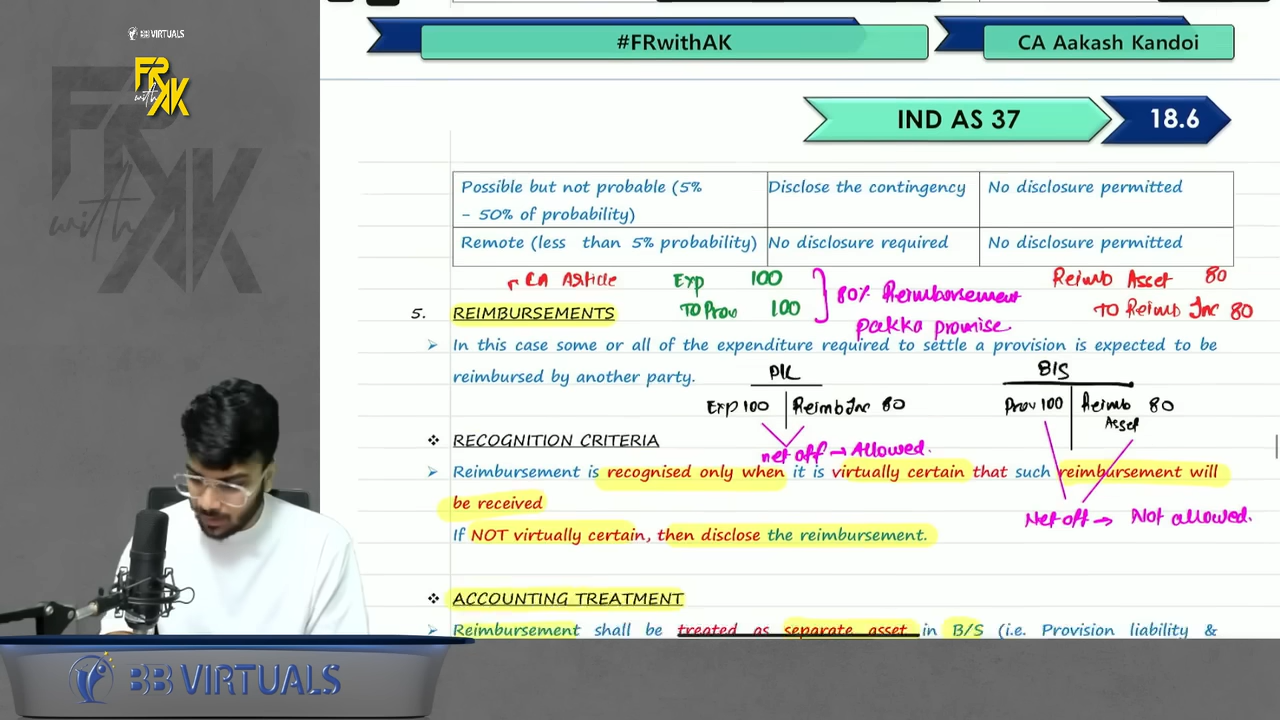 BB VIRTUALS
FR
with
AK
#FRwithAK
CA Aakash Kandoi
IND AS 37
18.6
Possible but not probable (5% – 50% of probability)
Disclose the contingency
No disclosure permitted
Remote (less than 5% probability)
No disclosure required
No disclosure permitted
CA Article
Exp 100
To Prov 100
80% Reimbursement
pakka promise
Reimb Asset 80
To Reimb Inc 80
5. REIMBURSEMENTS
➢ In this case some or all of the expenditure required to settle a provision is expected to be
reimbursed by another party.
P/L
Exp 100
Reimb Inc 80
net off → Allowed.
B/S
Prov 100
Reimb Asset 80
Net off → Not allowed.
❖ RECOGNITION CRITERIA
➢ Reimbursement is recognised only when it is virtually certain that such reimbursement will
be received
If NOT virtually certain, then disclose the reimbursement.
❖ ACCOUNTING TREATMENT
➢ Reimbursement shall be treated as separate asset in B/S (i.e. Provision liability &
BB VIRTUALS